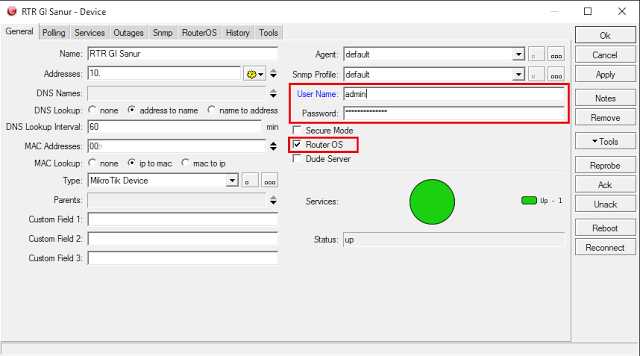 RTR GI Sanur - Device
General Polling Services Outages Snmp RouterOS History Tools
Name: RTR GI Sanur
Addresses: 10.
DNS Names:
DNS Lookup: none address to name name to address
DNS Lookup Interval: 60 min
MAC Addresses: 00:
MAC Lookup: none ip to mac mac to ip
Type: MikroTik Device
Parents:
Custom Field 1:
Custom Field 2:
Custom Field 3:
Agent: default
Snmp Profile: default
User Name: admin
Password: **************
Secure Mode
Router OS
Dude Server
Services: Up - 1
Status: up
Ok
Cancel
Apply
Notes
Remove
Tools
Reprobe
Ack
Unack
Reboot
Reconnect